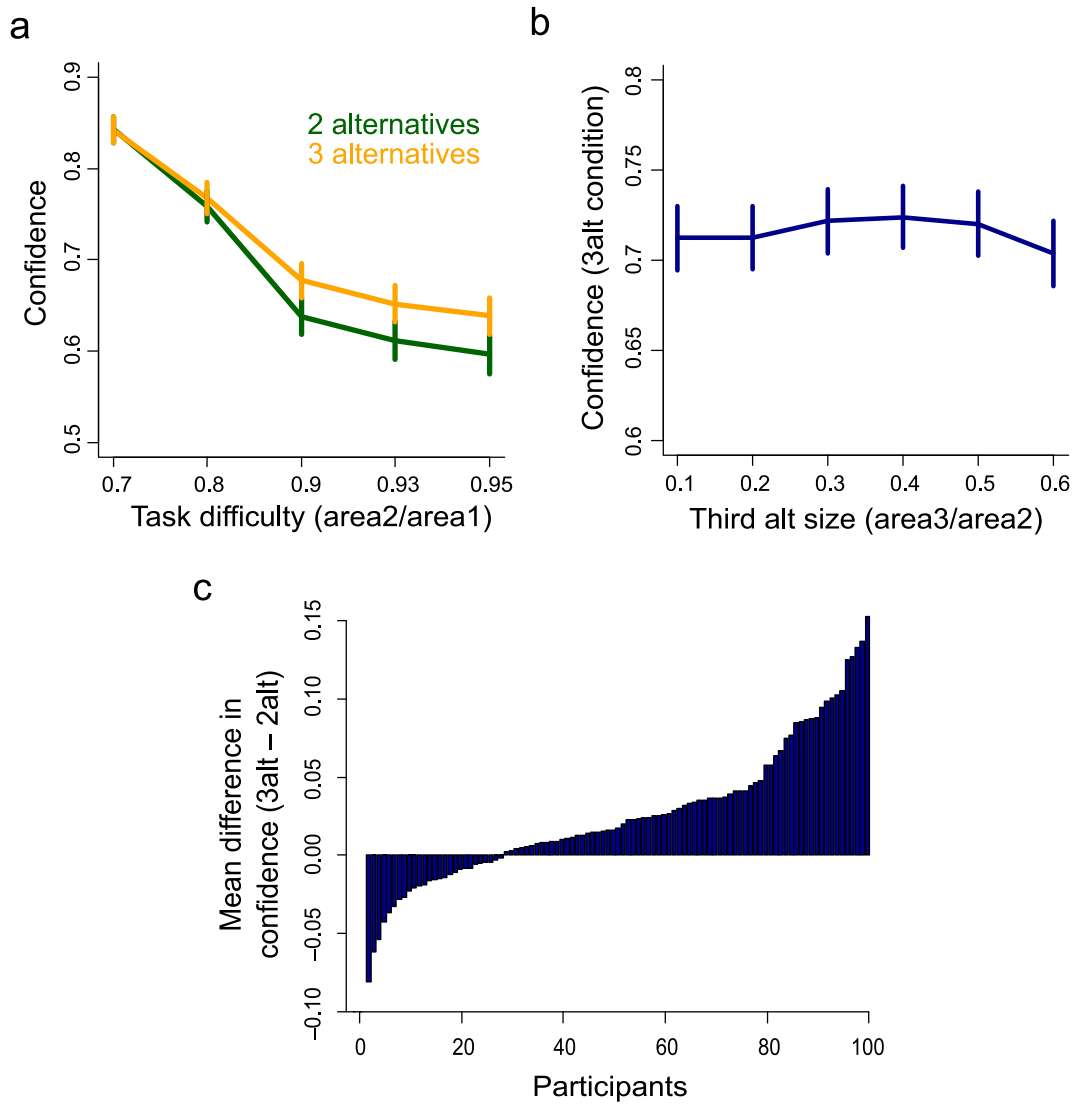 a
0.9
0.8
0.7
0.6
0.5
Confidence
2 alternatives
3 alternatives
0.7 0.8 0.9 0.93 0.95
Task difficulty (area2/area1)
b
0.8
0.75
0.7
0.65
0.6
Confidence (3alt condition)
0.1 0.2 0.3 0.4 0.5 0.6
Third alt size (area3/area2)
c
0.15
0.10
0.05
0.00
−0.05
−0.10
Mean difference in
confidence (3alt – 2alt)
0 20 40 60 80 100
Participants